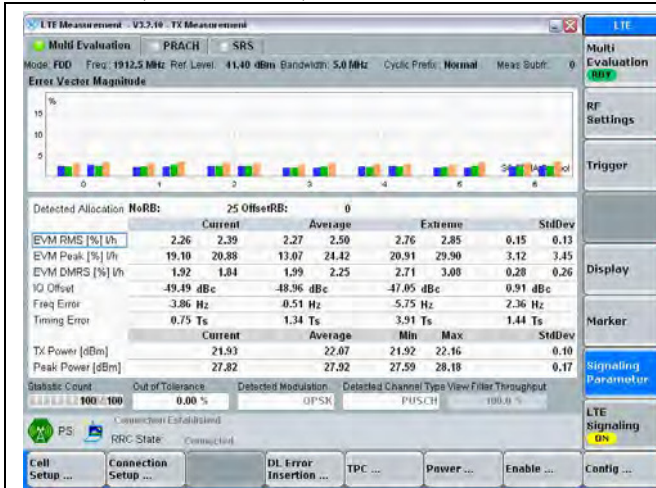 LTE Measurement - V3.2.10 - TX Measurement
LTE
Multi Evaluation PRACH SRS
Mode: FDD Freq.: 1912.5 MHz Ref. Level: 41.40 dBm Bandwidth: 5.0 MHz Cyclic Prefix: Normal Meas Subfr.: 0
Multi Evaluation
RDY
Error Vector Magnitude
%
15
10
5
0 1 2 3 4 5 6
RF Settings
Trigger
Detected Allocation NoRB: 25 OffsetRB: 0
Current Average Extreme StdDev
EVM RMS [%] l/h 2.26 2.39 2.27 2.50 2.76 2.85 0.15 0.13
EVM Peak [%] l/h 19.10 20.88 17.13 24.42 20.91 29.90 3.12 3.45
EVM DMRS [%] l/h 1.92 1.84 1.99 2.25 2.71 3.08 0.28 0.26
IQ Offset -49.49 dBc -48.96 dBc -47.05 dBc 0.91 dBc
Freq Error -3.86 Hz -0.51 Hz -5.75 Hz 2.36 Hz
Timing Error 0.75 Ts 1.34 Ts 3.91 Ts 1.44 Ts
Current Average Min Max StdDev
TX Power [dBm] 21.93 22.07 21.92 22.16 0.10
Peak Power [dBm] 27.82 27.92 27.59 28.18 0.17
Display
Marker
Signaling Parameter
Statistic Count Out of Tolerance Detected Modulation Detected Channel Type View Filter Throughput
100 / 100 0.00 % QPSK PUSCH 100.0 %
PS Connection Established
RRC State: Connected
LTE Signaling
ON
Cell Setup ... Connection Setup ... DL Error Insertion ... TPC ... Power ... Enable ... Config ...